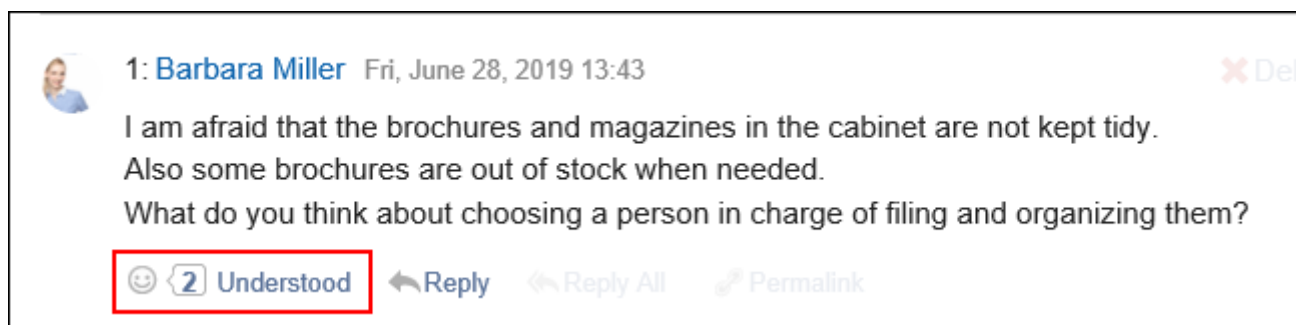 1: Barbara Miller Fri, June 28, 2019 13:43 Del
I am afraid that the brochures and magazines in the cabinet are not kept tidy.
Also some brochures are out of stock when needed.
What do you think about choosing a person in charge of filing and organizing them?
2 Understood Reply Reply All Permalink